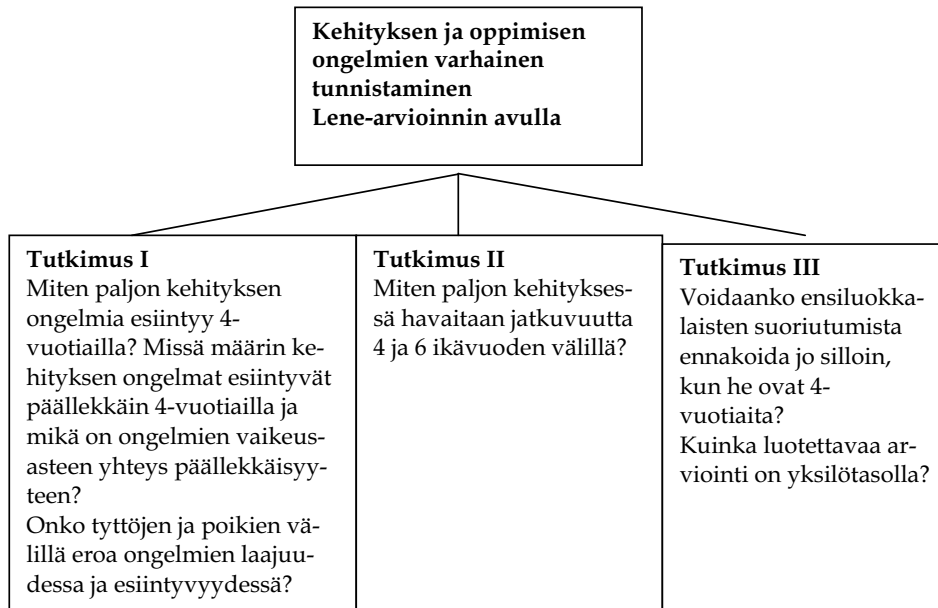 Kehityksen ja oppimisen
ongelmien varhainen
tunnistaminen
Lene-arvioinnin avulla
Tutkimus I
Miten paljon kehityksen
ongelmia esiintyy 4-
vuotiailla? Missä määrin ke-
hityksen ongelmat esiintyvät
päällekkäin 4-vuotiailla ja
mikä on ongelmien vaikeus-
asteen yhteys päällekkäisyy-
teen?
Onko tyttöjen ja poikien vä-
lillä eroa ongelmien laajuu-
dessa ja esiintyvyydessä?
Tutkimus II
Miten paljon kehitykses-
sä havaitaan jatkuvuutta
4 ja 6 ikävuoden välillä?
Tutkimus III
Voidaanko ensiluokka-
laisten suoriutumista
ennakoida jo silloin,
kun he ovat 4-
vuotiaita?
Kuinka luotettavaa ar-
viointi on yksilötasolla?